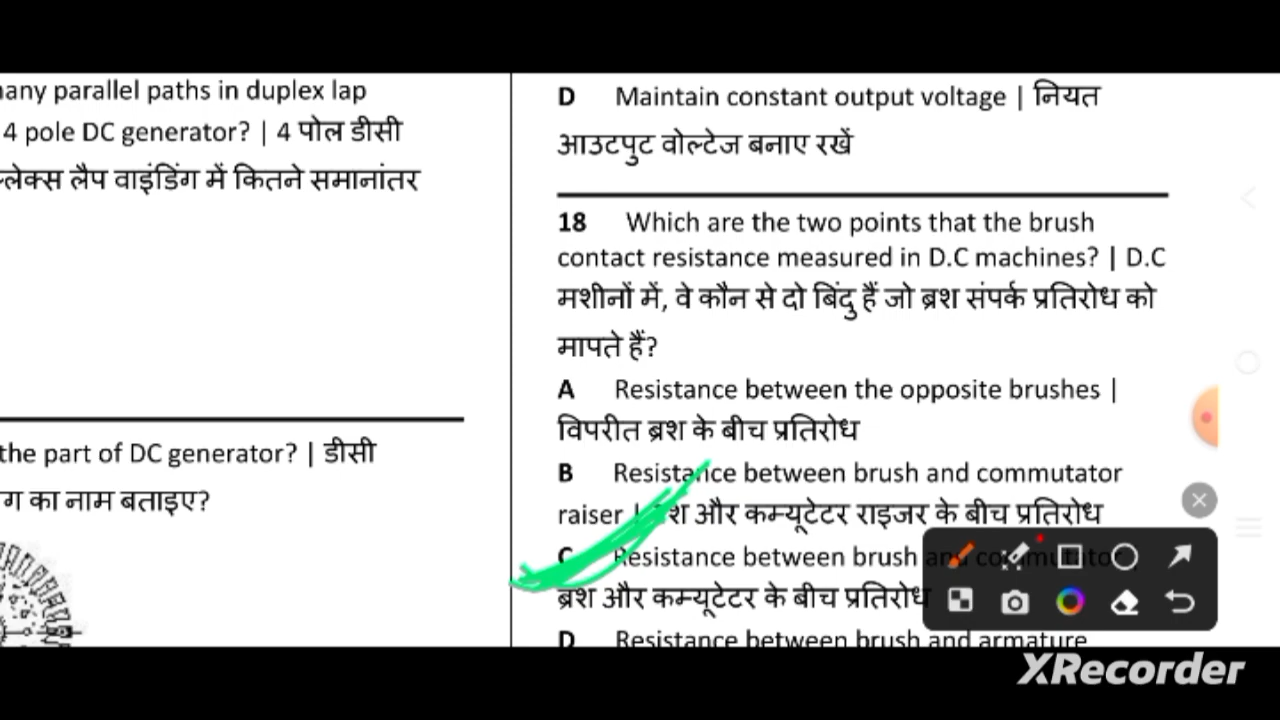 many parallel paths in duplex lap
4 pole DC generator? | 4 पोल डीसी
प्लेक्स लैप वाइंडिंग में कितने समानांतर
the part of DC generator? | डीसी
ग का नाम बताइए?
D Maintain constant output voltage | नियत
आउटपुट वोल्टेज बनाए रखें
18 Which are the two points that the brush
contact resistance measured in D.C machines? | D.C
मशीनों में, वे कौन से दो बिंदु हैं जो ब्रश संपर्क प्रतिरोध को
मापते हैं?
A Resistance between the opposite brushes |
विपरीत ब्रश के बीच प्रतिरोध
B Resistance between brush and commutator
raiser | ब्रश और कम्यूटेटर राइजर के बीच प्रतिरोध
C Resistance between brush and commutator |
ब्रश और कम्यूटेटर के बीच प्रतिरोध
D Resistance between brush and armature
XRecorder